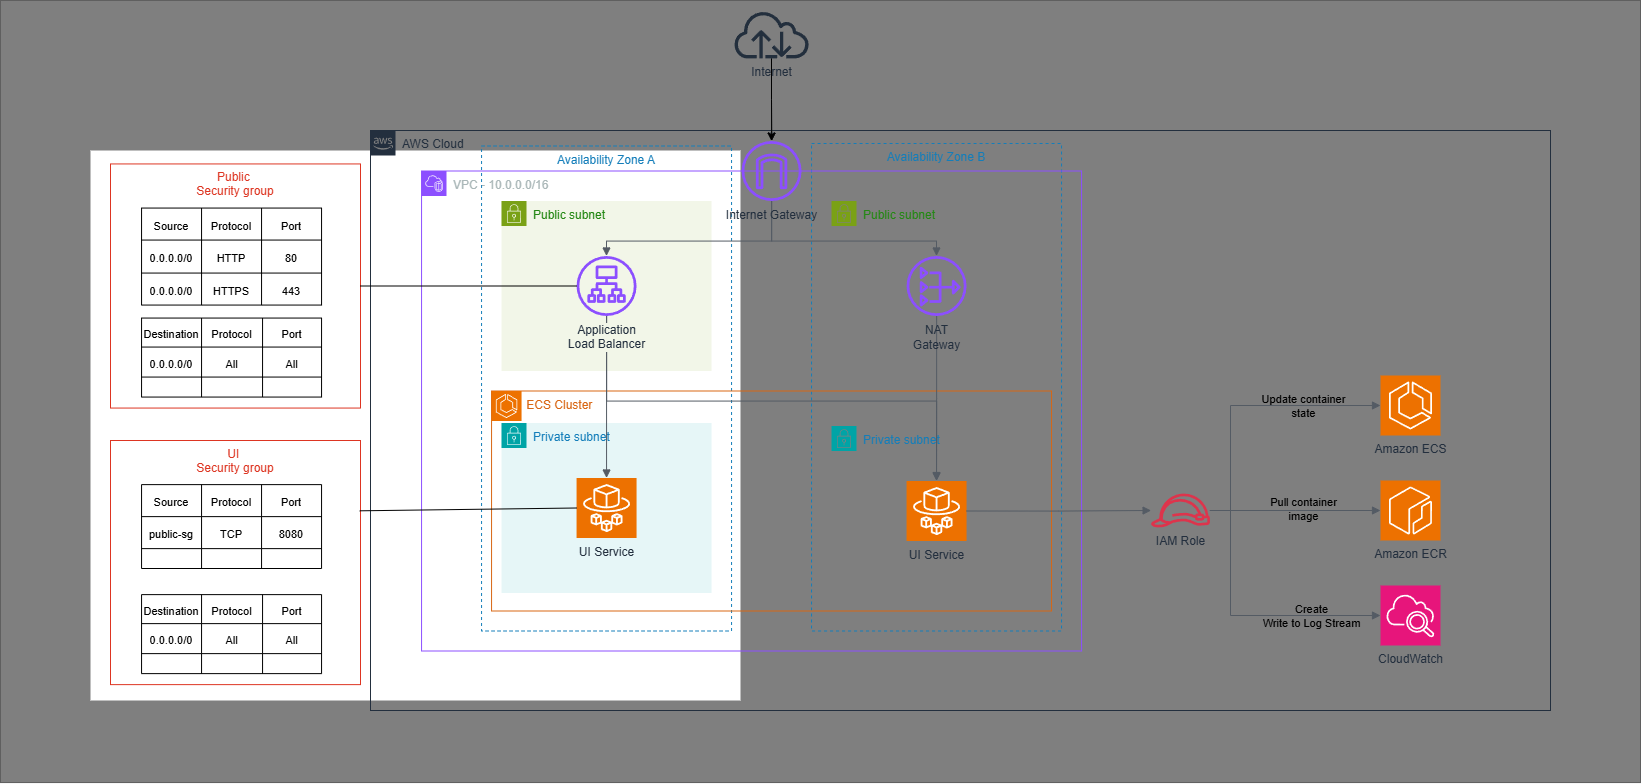 Internet
aws
AWS Cloud
Availability Zone A
Availability Zone B
VPC - 10.0.0.0/16
Internet Gateway
Public subnet
Public subnet
Application
Load Balancer
NAT
Gateway
ECS Cluster
Private subnet
Private subnet
UI Service
UI Service
Public
Security group
Source Protocol Port
0.0.0.0/0 HTTP 80
0.0.0.0/0 HTTPS 443
Destination Protocol Port
0.0.0.0/0 All All
UI
Security group
Source Protocol Port
public-sg TCP 8080
Destination Protocol Port
0.0.0.0/0 All All
IAM Role
Update container
state
Amazon ECS
Pull container
image
Amazon ECR
Create
Write to Log Stream
CloudWatch